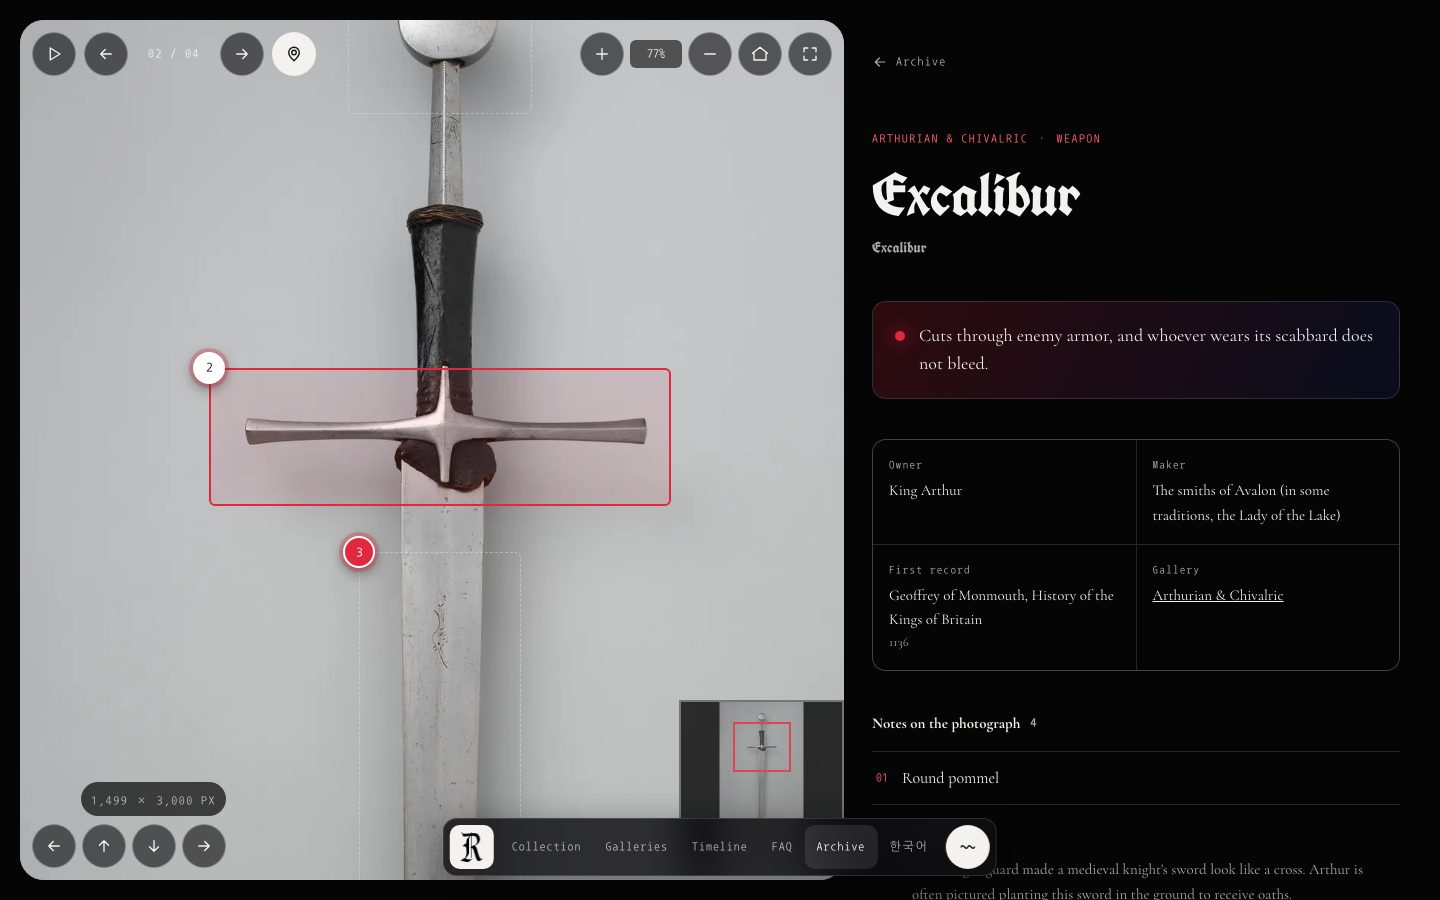 02 / 04
77%
2
3
1,499 × 3,000 PX
Archive
ARTHURIAN & CHIVALRIC · WEAPON
Excalibur
Excalibur
Cuts through enemy armor, and whoever wears its scabbard does
not bleed.
Owner
King Arthur
Maker
The smiths of Avalon (in some
traditions, the Lady of the Lake)
First record
Geoffrey of Monmouth, History of the
Kings of Britain
1136
Gallery
Arthurian & Chivalric
Notes on the photograph 4
01 Round pommel
guard made a medieval knight's sword look like a cross. Arthur is
often pictured planting this sword in the ground to receive oaths.
R Collection Galleries Timeline FAQ Archive 한국어